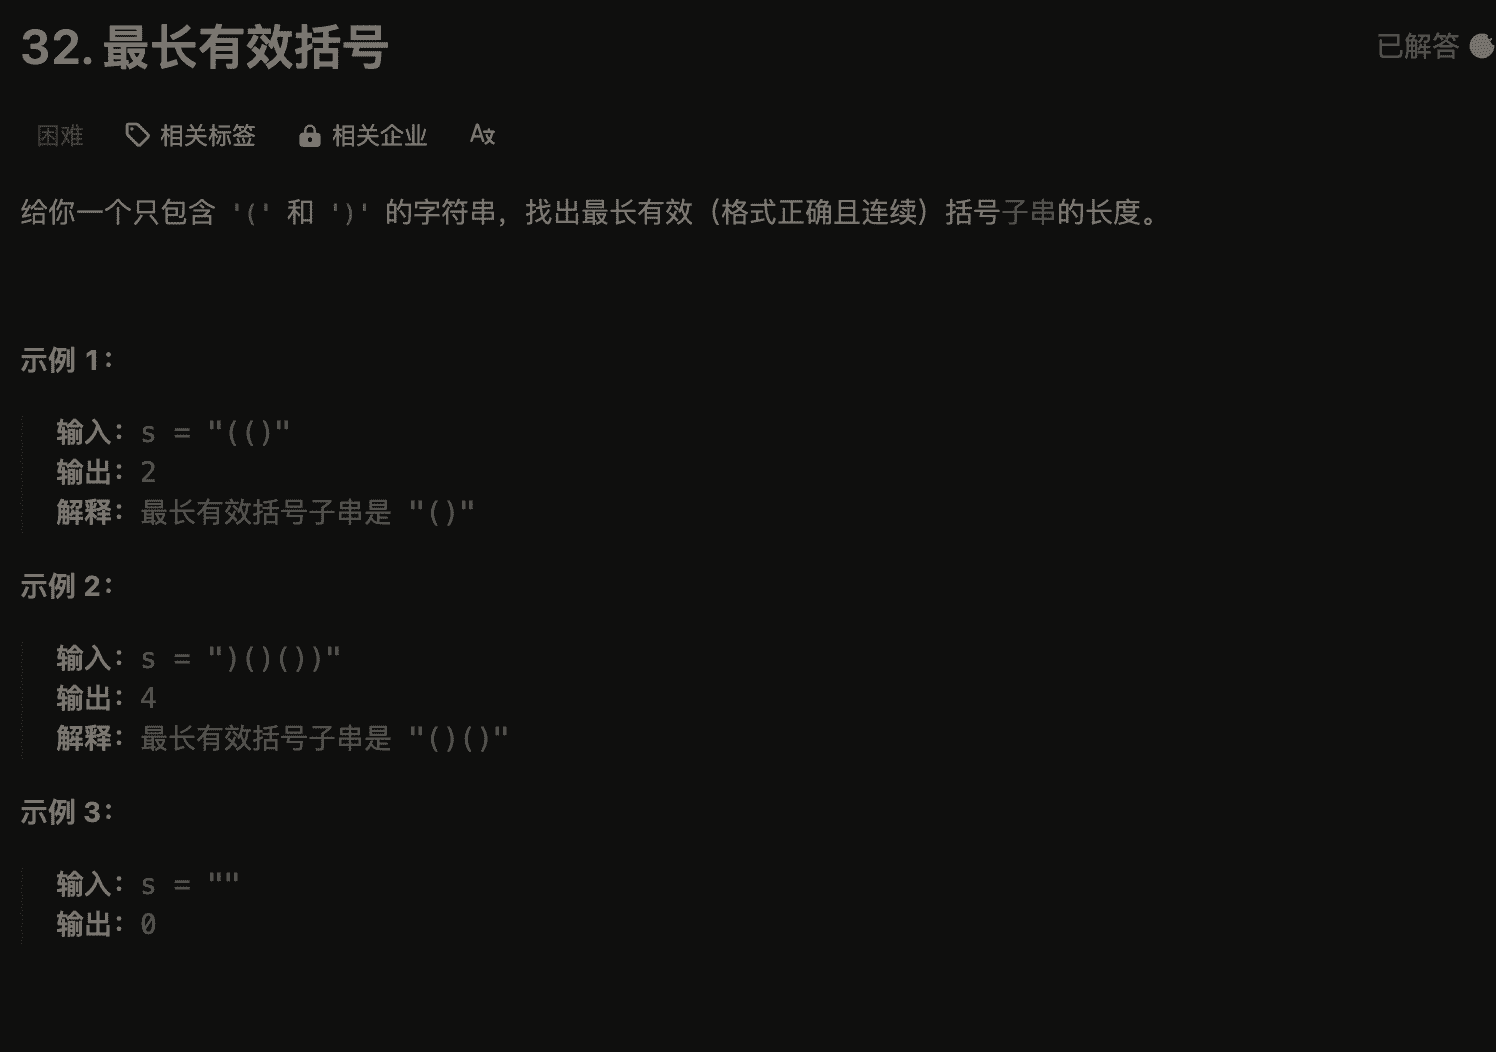 32. 最长有效括号
已解答
困难 相关标签 相关企业
给你一个只包含 '(' 和 ')' 的字符串，找出最长有效（格式正确且连续）括号子串的长度。
示例 1：
输入：s = "(()"
输出：2
解释：最长有效括号子串是 "()"
示例 2：
输入：s = ")()())"
输出：4
解释：最长有效括号子串是 "()()"
示例 3：
输入：s = ""
输出：0